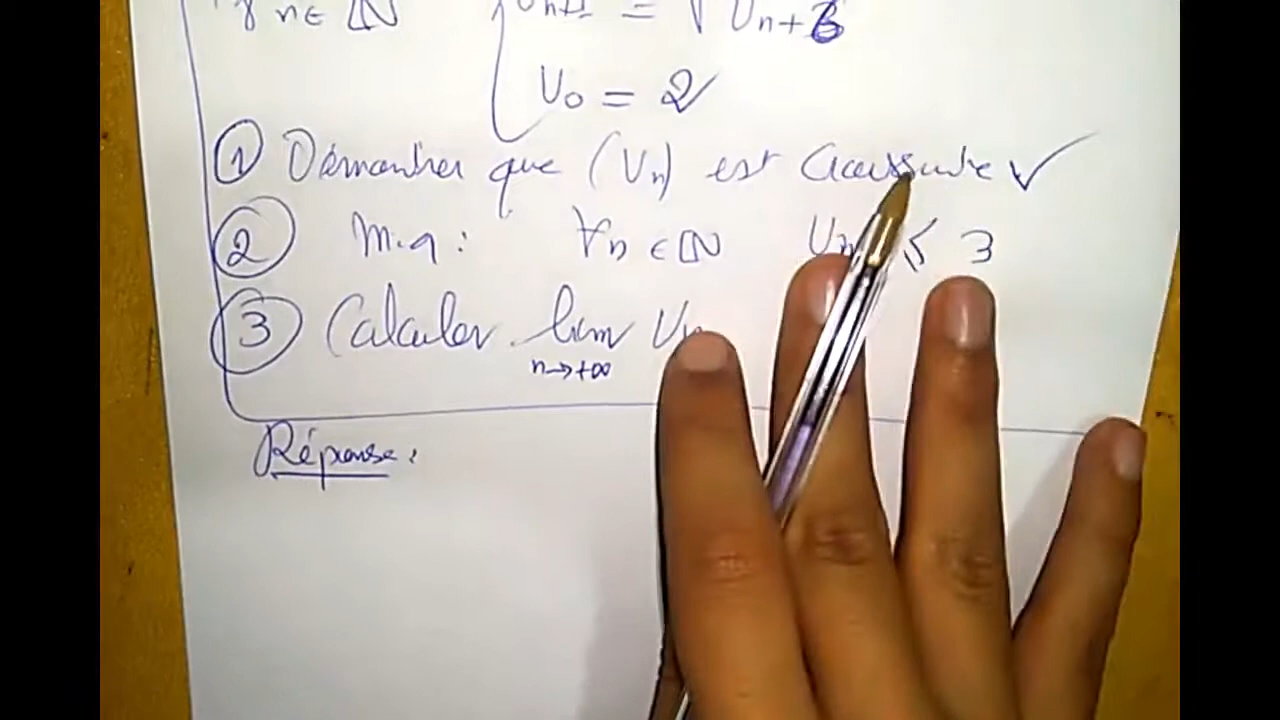 n∈ ℕ { Un+1 = √Un+6
U0 = 2
① Démontrer que (Un) est Croissante ✓
② M.q : ∀n ∈ ℕ Un ≤ 3
③ Calculer lim Un
n→+∞
Réponse :